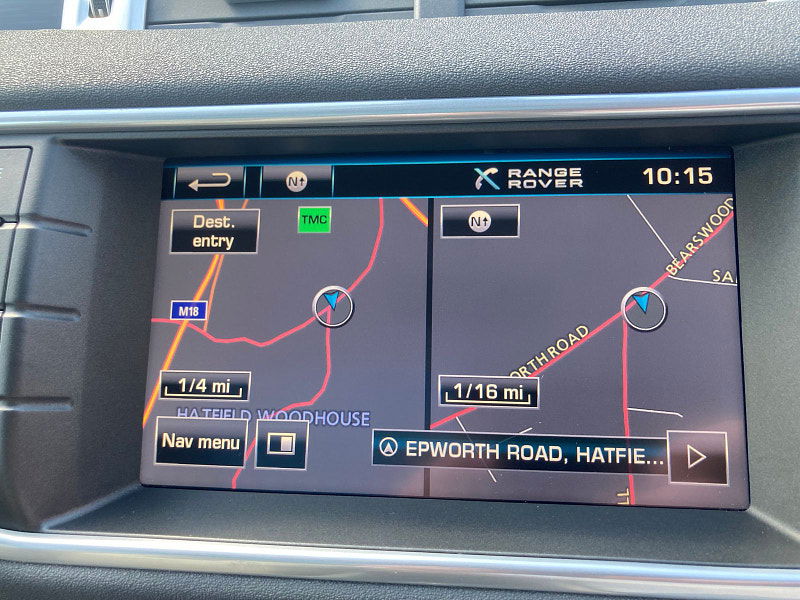 N↑
RANGE
ROVER
10:15
Dest.
entry
TMC
N↑
BEARSWOOD
SA
M18
ORTH ROAD
1/4 mi
1/16 mi
HATFIELD WOODHOUSE
Nav menu
EPWORTH ROAD, HATFIE...
LL